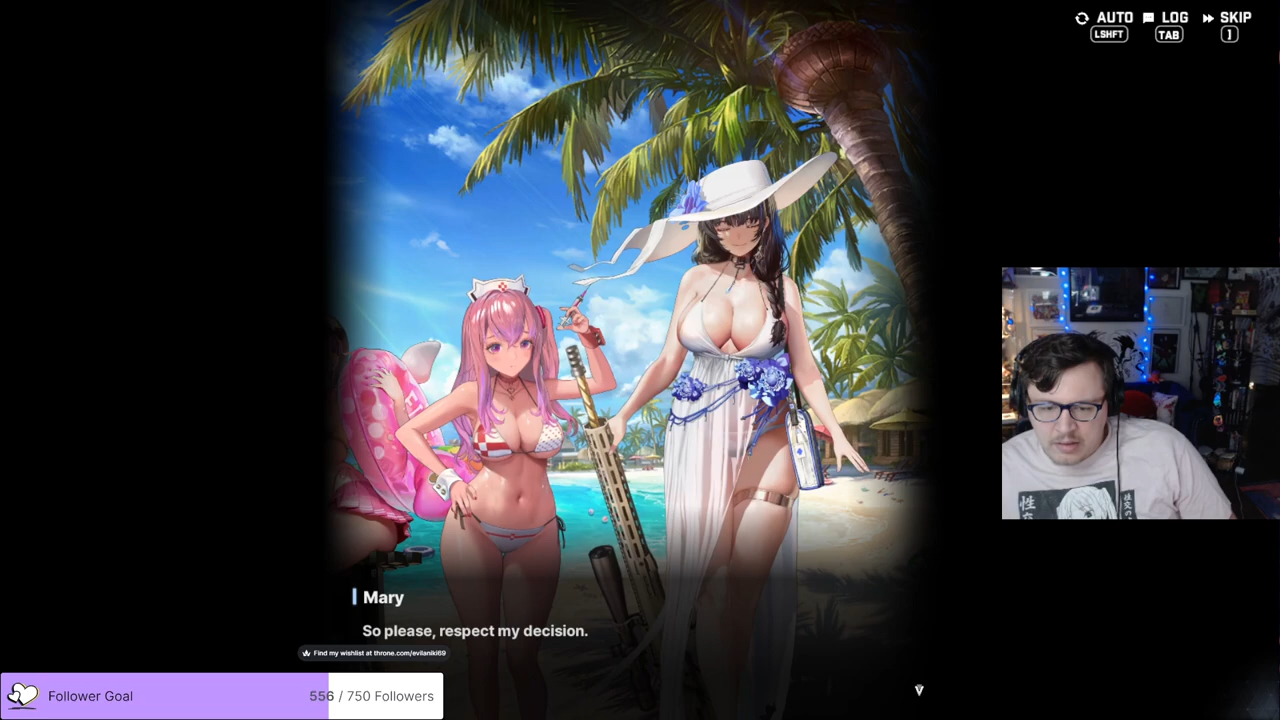 AUTO LOG SKIP
LSHFT TAB ]
Mary
So please, respect my decision.
Find my wishlist at throne.com/evilaniki69
Follower Goal 556 / 750 Followers